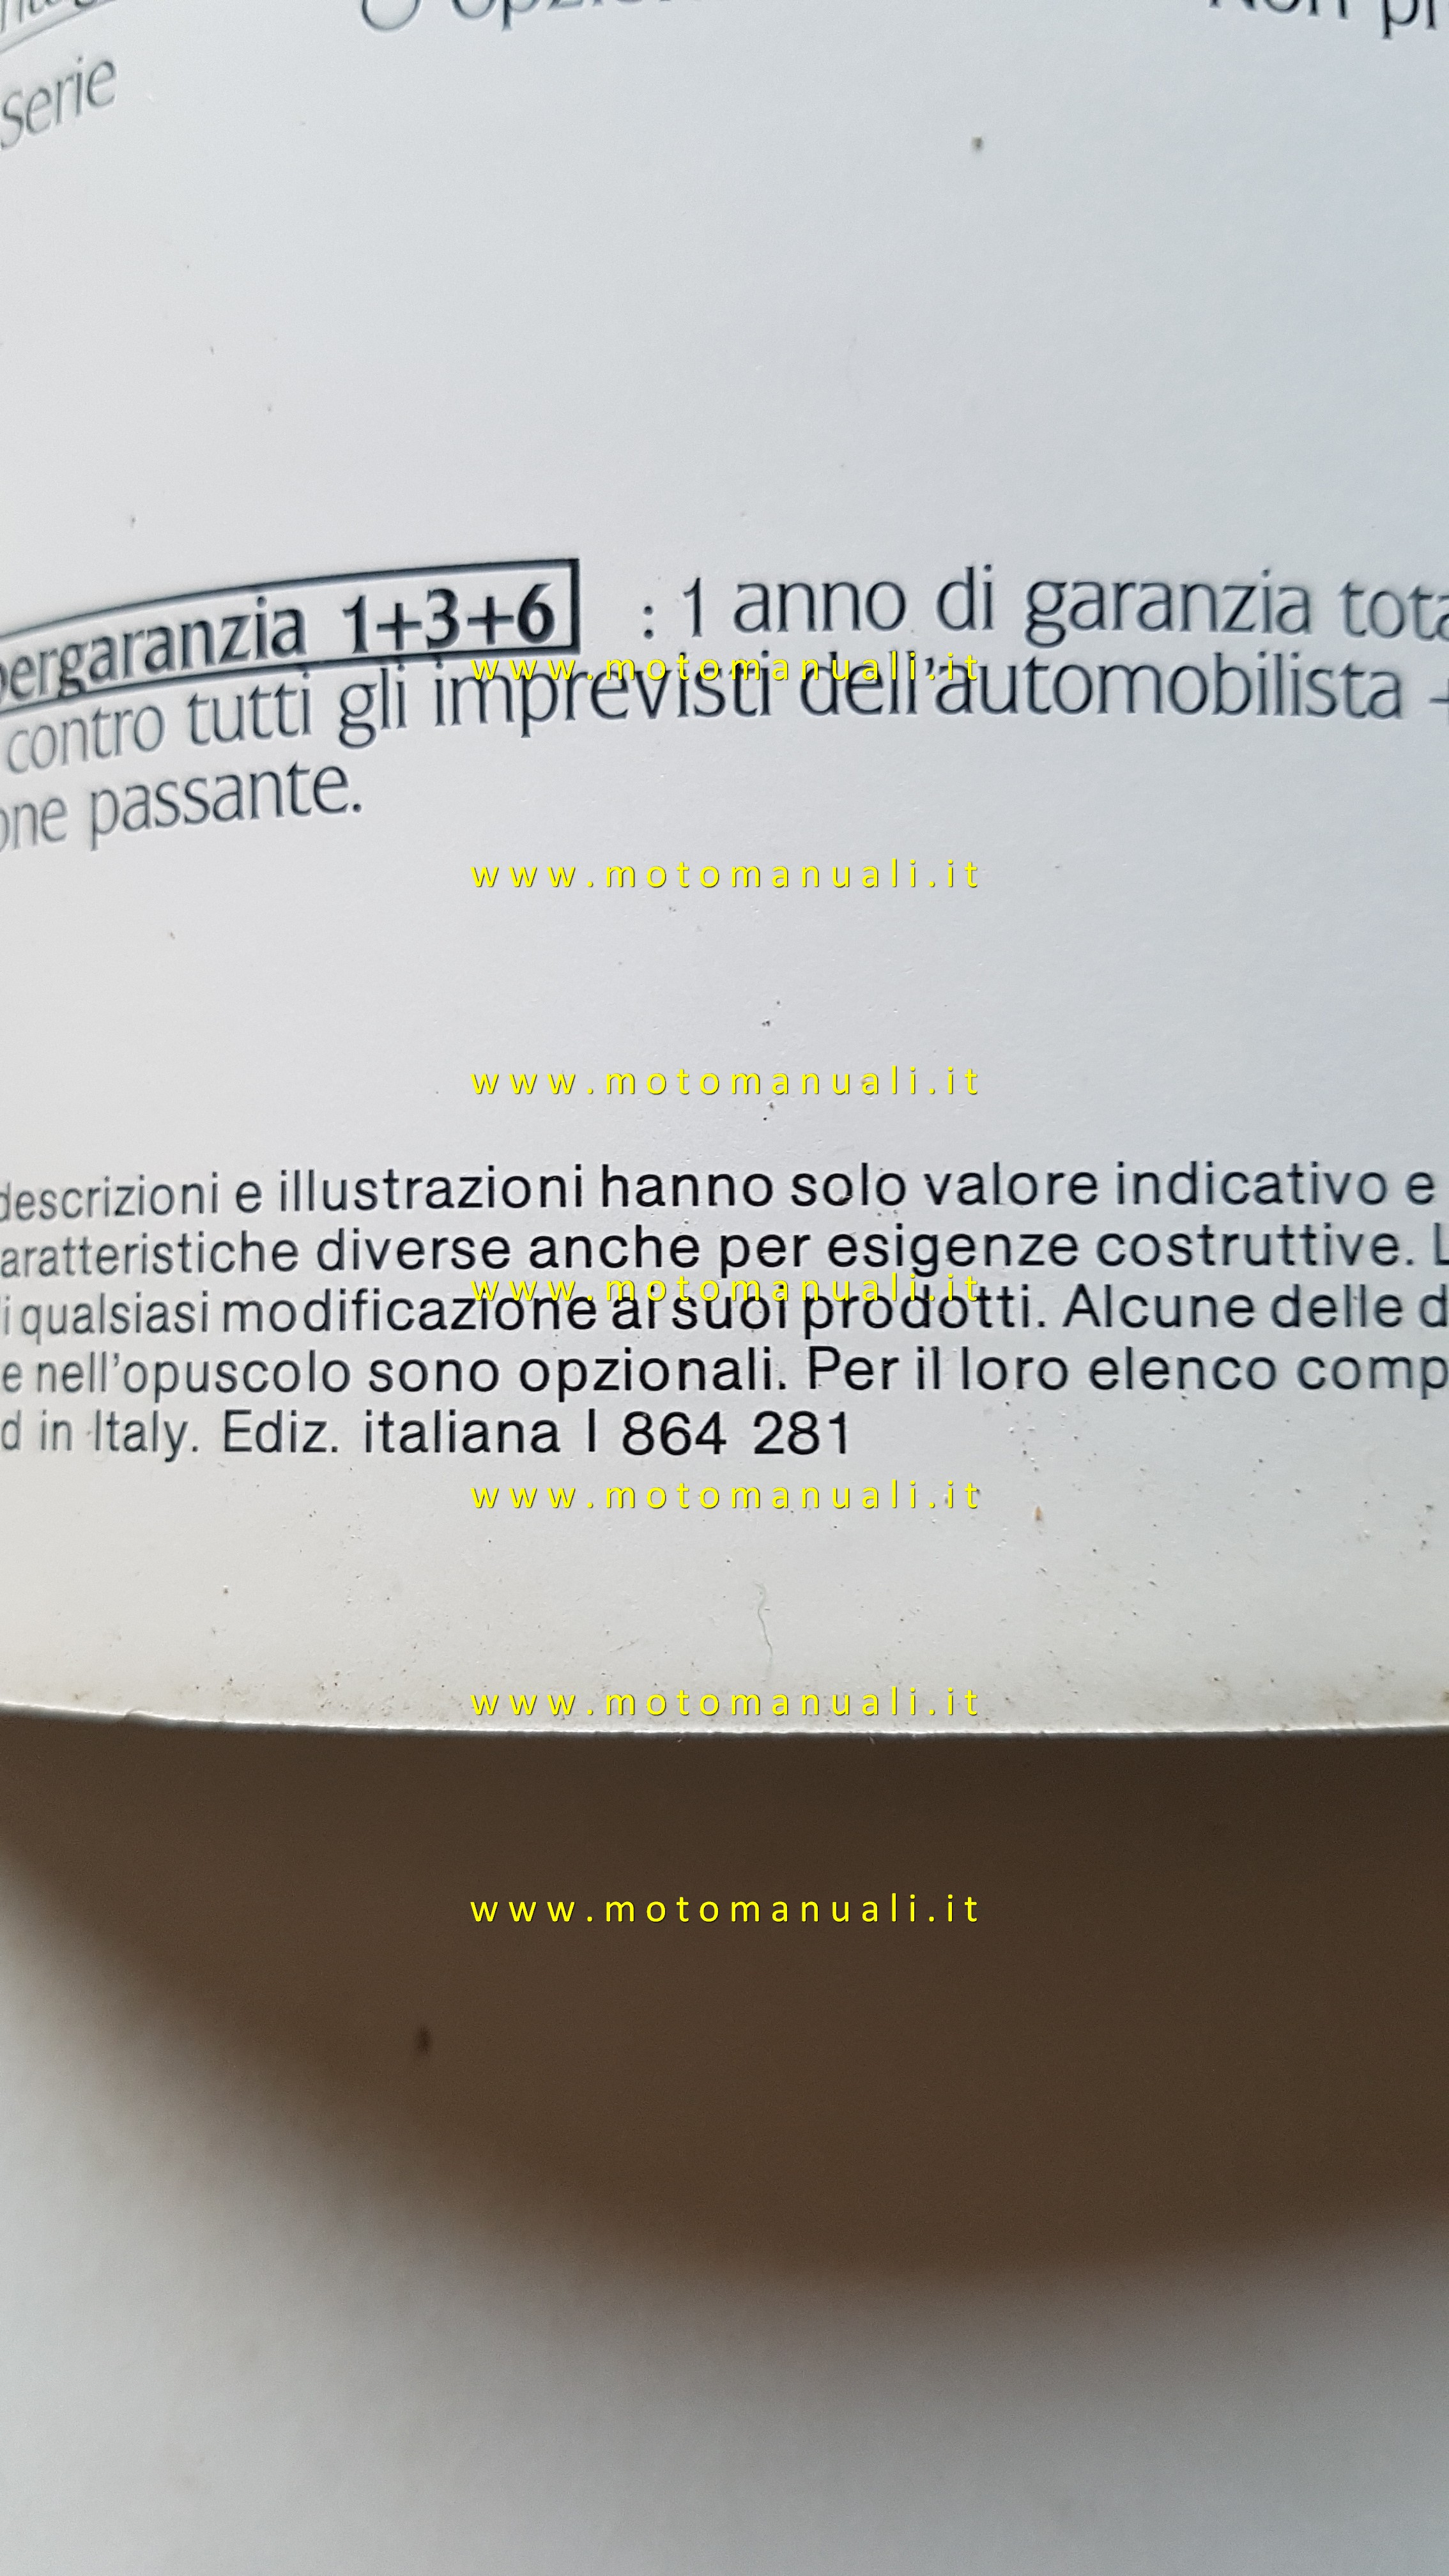 serie
pergaranzia 1+3+6 : 1 anno di garanzia tota
contro tutti gli imprevisti dell'automobilista +
one passante.
descrizioni e illustrazioni hanno solo valore indicativo e
aratteristiche diverse anche per esigenze costruttive. L
i qualsiasi modificazione ai suoi prodotti. Alcune delle d
e nell'opuscolo sono opzionali. Per il loro elenco comp
d in Italy. Ediz. italiana I 864 281
www.motomanuali.it
www.motomanuali.it
www.motomanuali.it
www.motomanuali.it
www.motomanuali.it
www.motomanuali.it
www.motomanuali.it